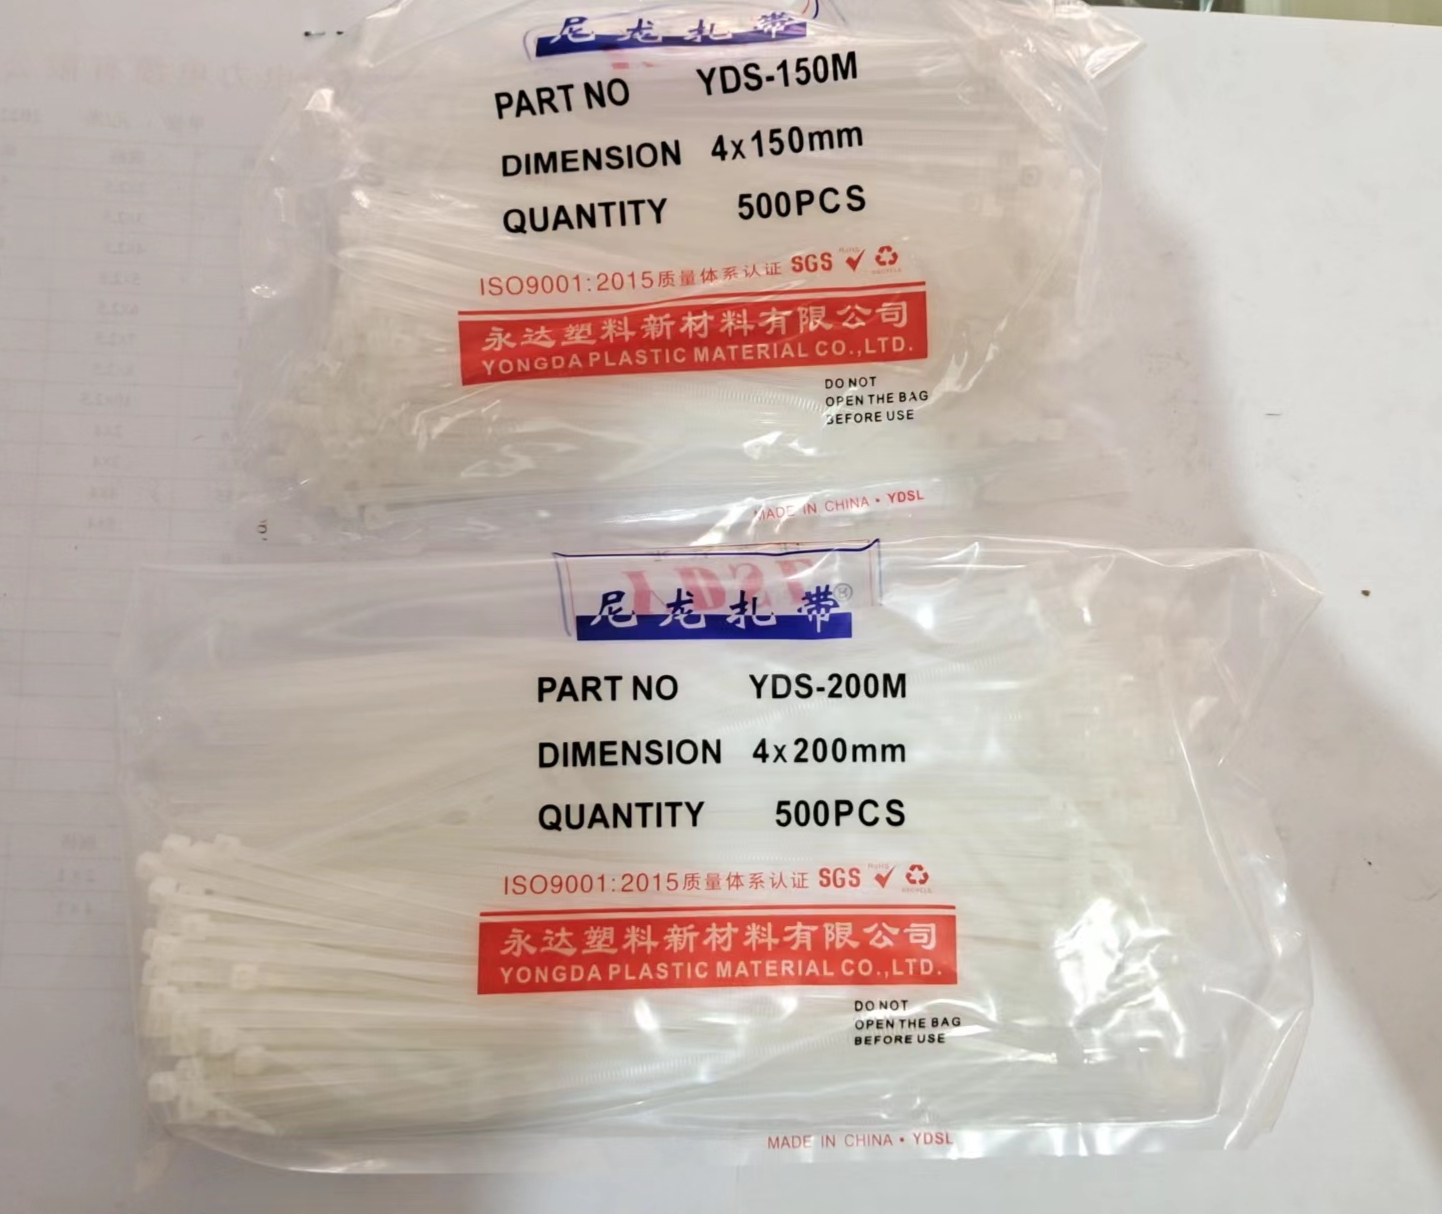 尼龙扎带
PART NO YDS-150M
DIMENSION 4x150mm
QUANTITY 500PCS
ISO9001:2015质量体系认证 SGS RoHS
RECYCLE
永达塑料新材料有限公司
YONGDA PLASTIC MATERIAL CO.,LTD.
DO NOT
OPEN THE BAG
BEFORE USE
MADE IN CHINA • YDSL
YDSL
尼龙扎带®
PART NO YDS-200M
DIMENSION 4x200mm
QUANTITY 500PCS
ISO9001:2015质量体系认证 SGS RoHS
RECYCLE
永达塑料新材料有限公司
YONGDA PLASTIC MATERIAL CO.,LTD.
DO NOT
OPEN THE BAG
BEFORE USE
MADE IN CHINA • YDSL